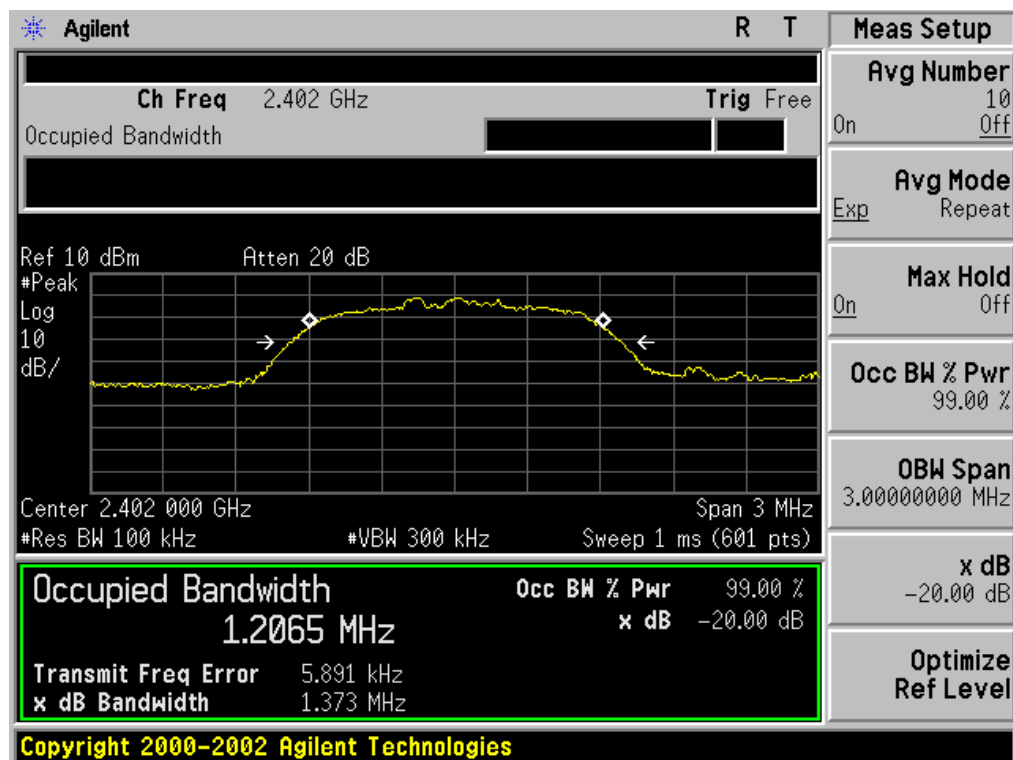 Agilent R T Meas Setup
Ch Freq 2.402 GHz Trig Free
Occupied Bandwidth
Ref 10 dBm Atten 20 dB
#Peak
Log
10
dB/
Center 2.402 000 GHz Span 3 MHz
#Res BW 100 kHz #VBW 300 kHz Sweep 1 ms (601 pts)
Occupied Bandwidth Occ BW % Pwr 99.00 %
1.2065 MHz x dB -20.00 dB
Transmit Freq Error 5.891 kHz
x dB Bandwidth 1.373 MHz
Avg Number
10
On Off
Avg Mode
Exp Repeat
Max Hold
On Off
Occ BW % Pwr
99.00 %
OBW Span
3.00000000 MHz
x dB
-20.00 dB
Optimize
Ref Level
Copyright 2000-2002 Agilent Technologies